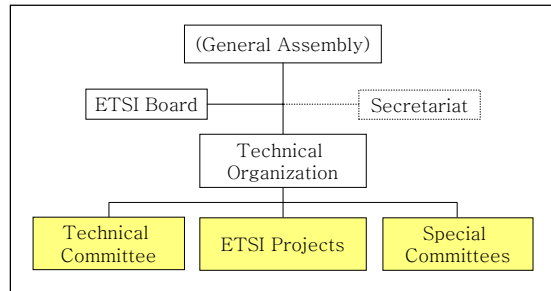 (General Assembly)
ETSI Board
Secretariat
Technical
Organization
Technical
Committee
ETSI Projects
Special
Committees